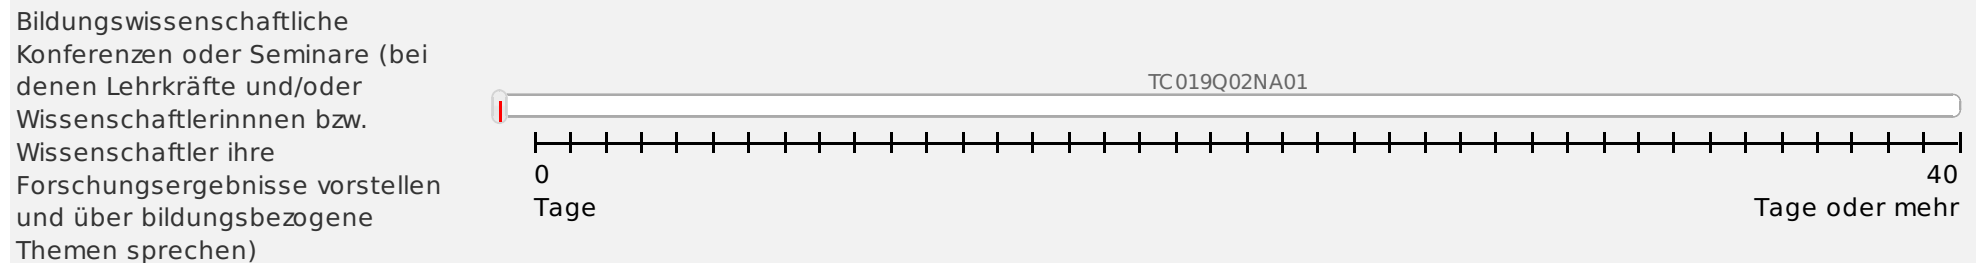 Bildungswissenschaftliche
Konferenzen oder Seminare (bei
denen Lehrkräfte und/oder
Wissenschaftlerinnnen bzw.
Wissenschaftler ihre
Forschungsergebnisse vorstellen
und über bildungsbezogene
Themen sprechen)
TC019Q02NA01
0 40
Tage Tage oder mehr